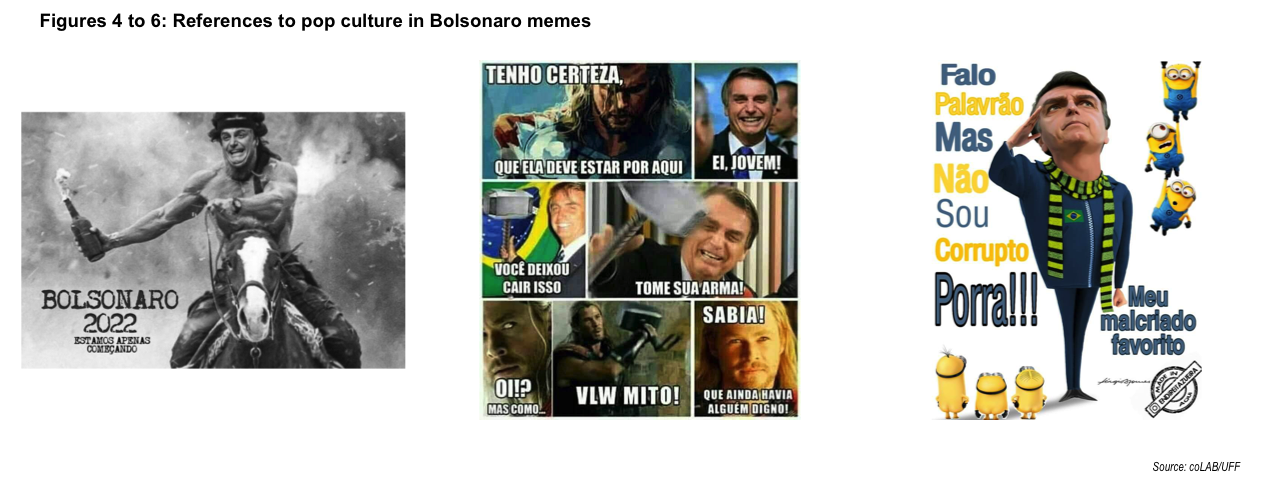 Figures 4 to 6: References to pop culture in Bolsonaro memes
BOLSONARO
2022
ESTAMOS APENAS
COMEÇANDO
TENHO CERTEZA,
QUE ELA DEVE ESTAR POR AQUI
EI, JOVEM!
VOCÊ DEIXOU
CAIR ISSO
TOME SUA ARMA!
OI!?
MAS COMO...
VLW MITO!
SABIA!
QUE AINDA HAVIA
ALGUÉM DIGNO!
Falo
Palavrão
Mas
Não
Sou
Corrupto
Porra!!!
Meu
malcriado
favorito
MADE IN
Source: coLAB/UFF